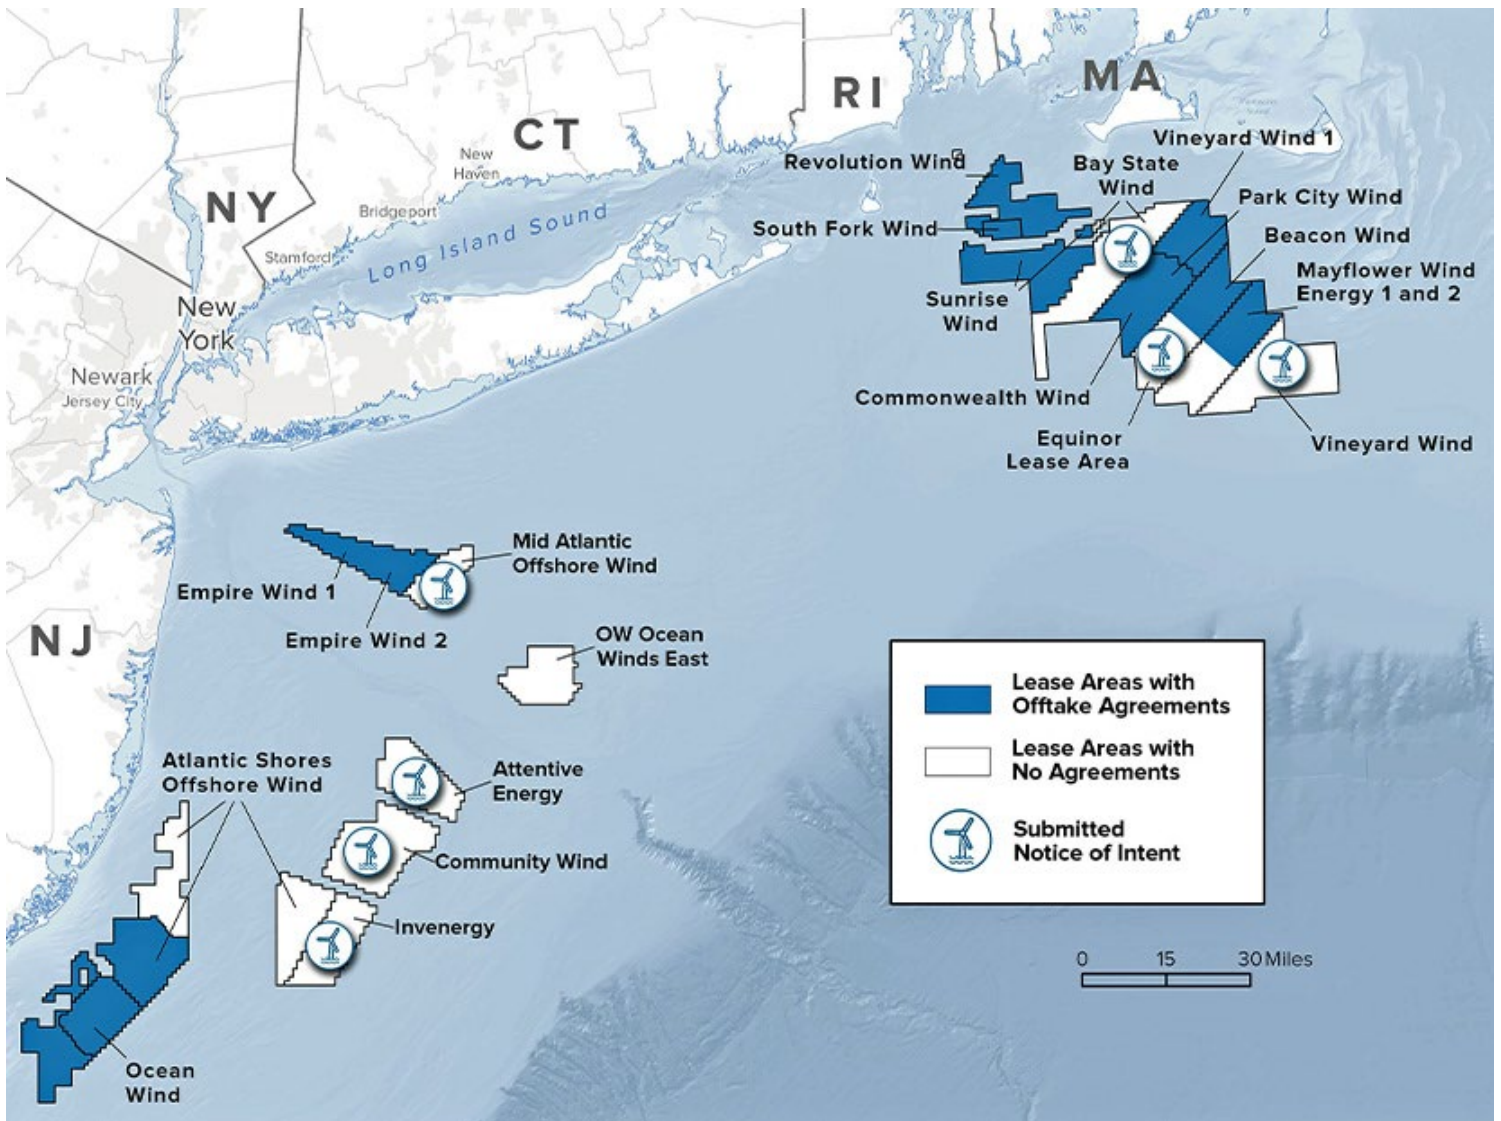 MA
RI
CT
NY
NJ
New
Haven
Bridgeport
Stamford
Long Island Sound
New
York
Newark
Jersey City
Vineyard Wind 1
Revolution Wind
Bay State
Wind
Park City Wind
South Fork Wind
Beacon Wind
Mayflower Wind
Energy 1 and 2
Sunrise
Wind
Commonwealth Wind
Equinor
Lease Area
Vineyard Wind
Mid Atlantic
Offshore Wind
Empire Wind 1
Empire Wind 2
OW Ocean
Winds East
Atlantic Shores
Offshore Wind
Attentive
Energy
Community Wind
Invenergy
Ocean
Wind
Lease Areas with
Offtake Agreements
Lease Areas with
No Agreements
Submitted
Notice of Intent
0 15 30 Miles